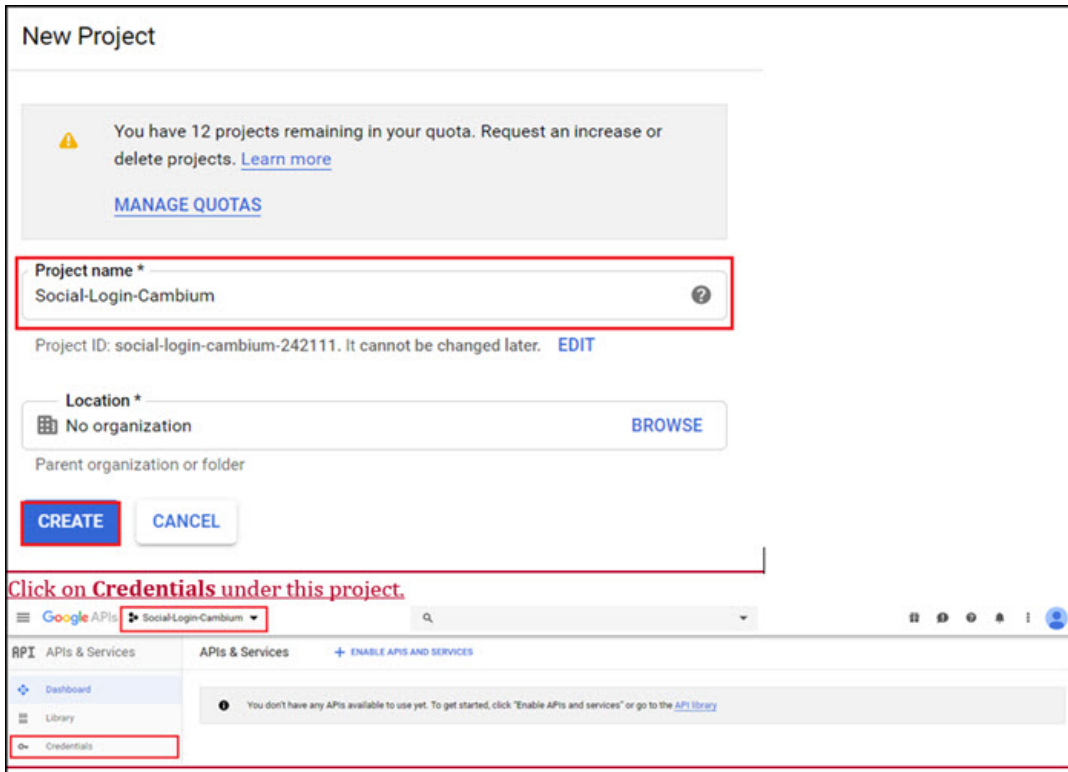 New Project
You have 12 projects remaining in your quota. Request an increase or
delete projects. Learn more
MANAGE QUOTAS
Project name *
Social-Login-Cambium
Project ID: social-login-cambium-242111. It cannot be changed later. EDIT
Location *
No organization BROWSE
Parent organization or folder
CREATE CANCEL
Click on Credentials under this project.
Google APIs Social-Login-Cambium
API APIs & Services APIs & Services + ENABLE APIS AND SERVICES
Dashboard
You don't have any APIs available to use yet. To get started, click "Enable APIs and services" or go to the API library
Library
Credentials